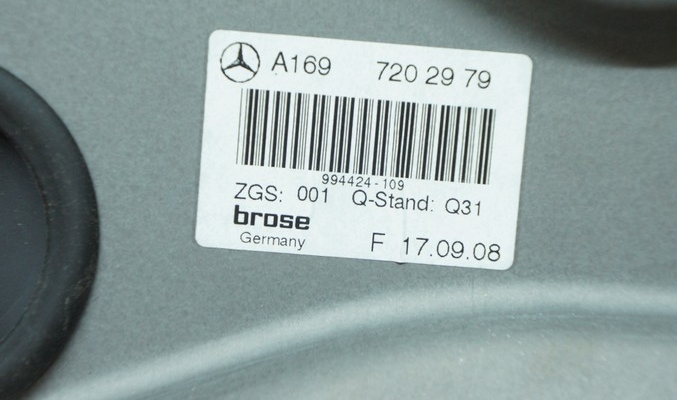 A169 720 29 79
994424-109
ZGS: 001 Q-Stand: Q31
brose
Germany F 17.09.08